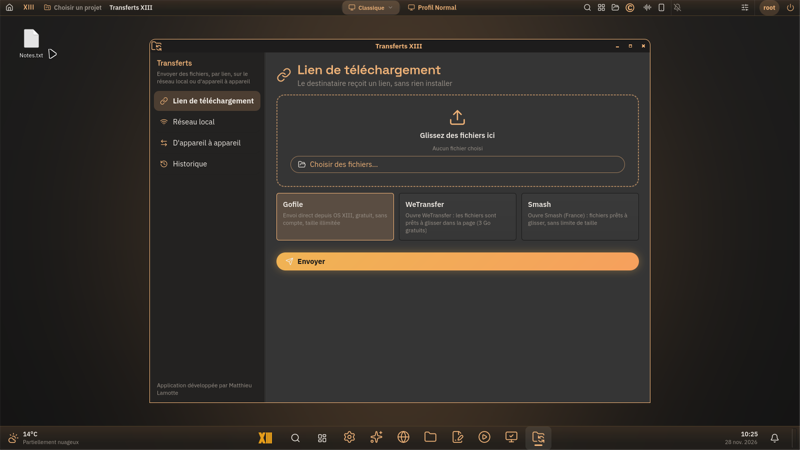 XIII
Choisir un projet
Transferts XIII
Classique
Profil Normal
root
Notes.txt
Transferts XIII
Transferts
Envoyer des fichiers, par lien, sur le
réseau local ou d'appareil à appareil
Lien de téléchargement
Réseau local
D'appareil à appareil
Historique
Application développée par Matthieu
Lamotte
Lien de téléchargement
Le destinataire reçoit un lien, sans rien installer
Glissez des fichiers ici
Aucun fichier choisi
Choisir des fichiers...
Gofile
Envoi direct depuis OS XIII, gratuit, sans
compte, taille illimitée
WeTransfer
Ouvre WeTransfer : les fichiers sont
prêts à glisser dans la page (3 Go
gratuits)
Smash
Ouvre Smash (France) : fichiers prêts à
glisser, sans limite de taille
Envoyer
14°C
Partiellement nuageux
XIII
10:25
28 nov. 2026